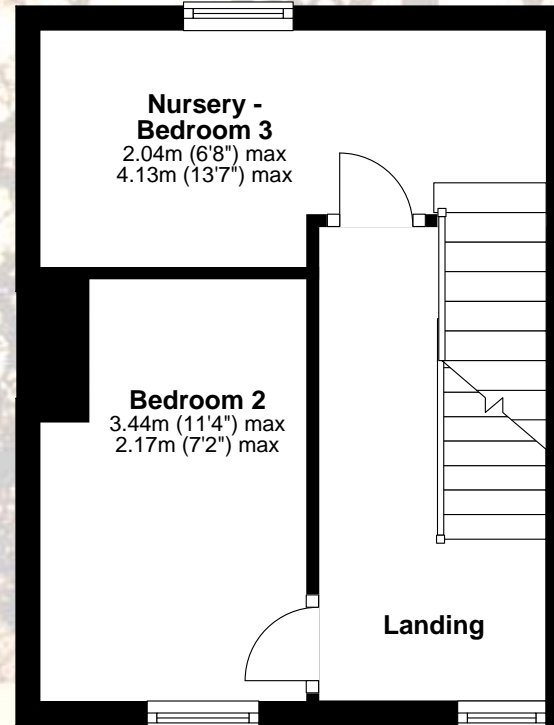 Nursery -
Bedroom 3
2.04m (6'8") max
4.13m (13'7") max
Bedroom 2
3.44m (11'4") max
2.17m (7'2") max
Landing